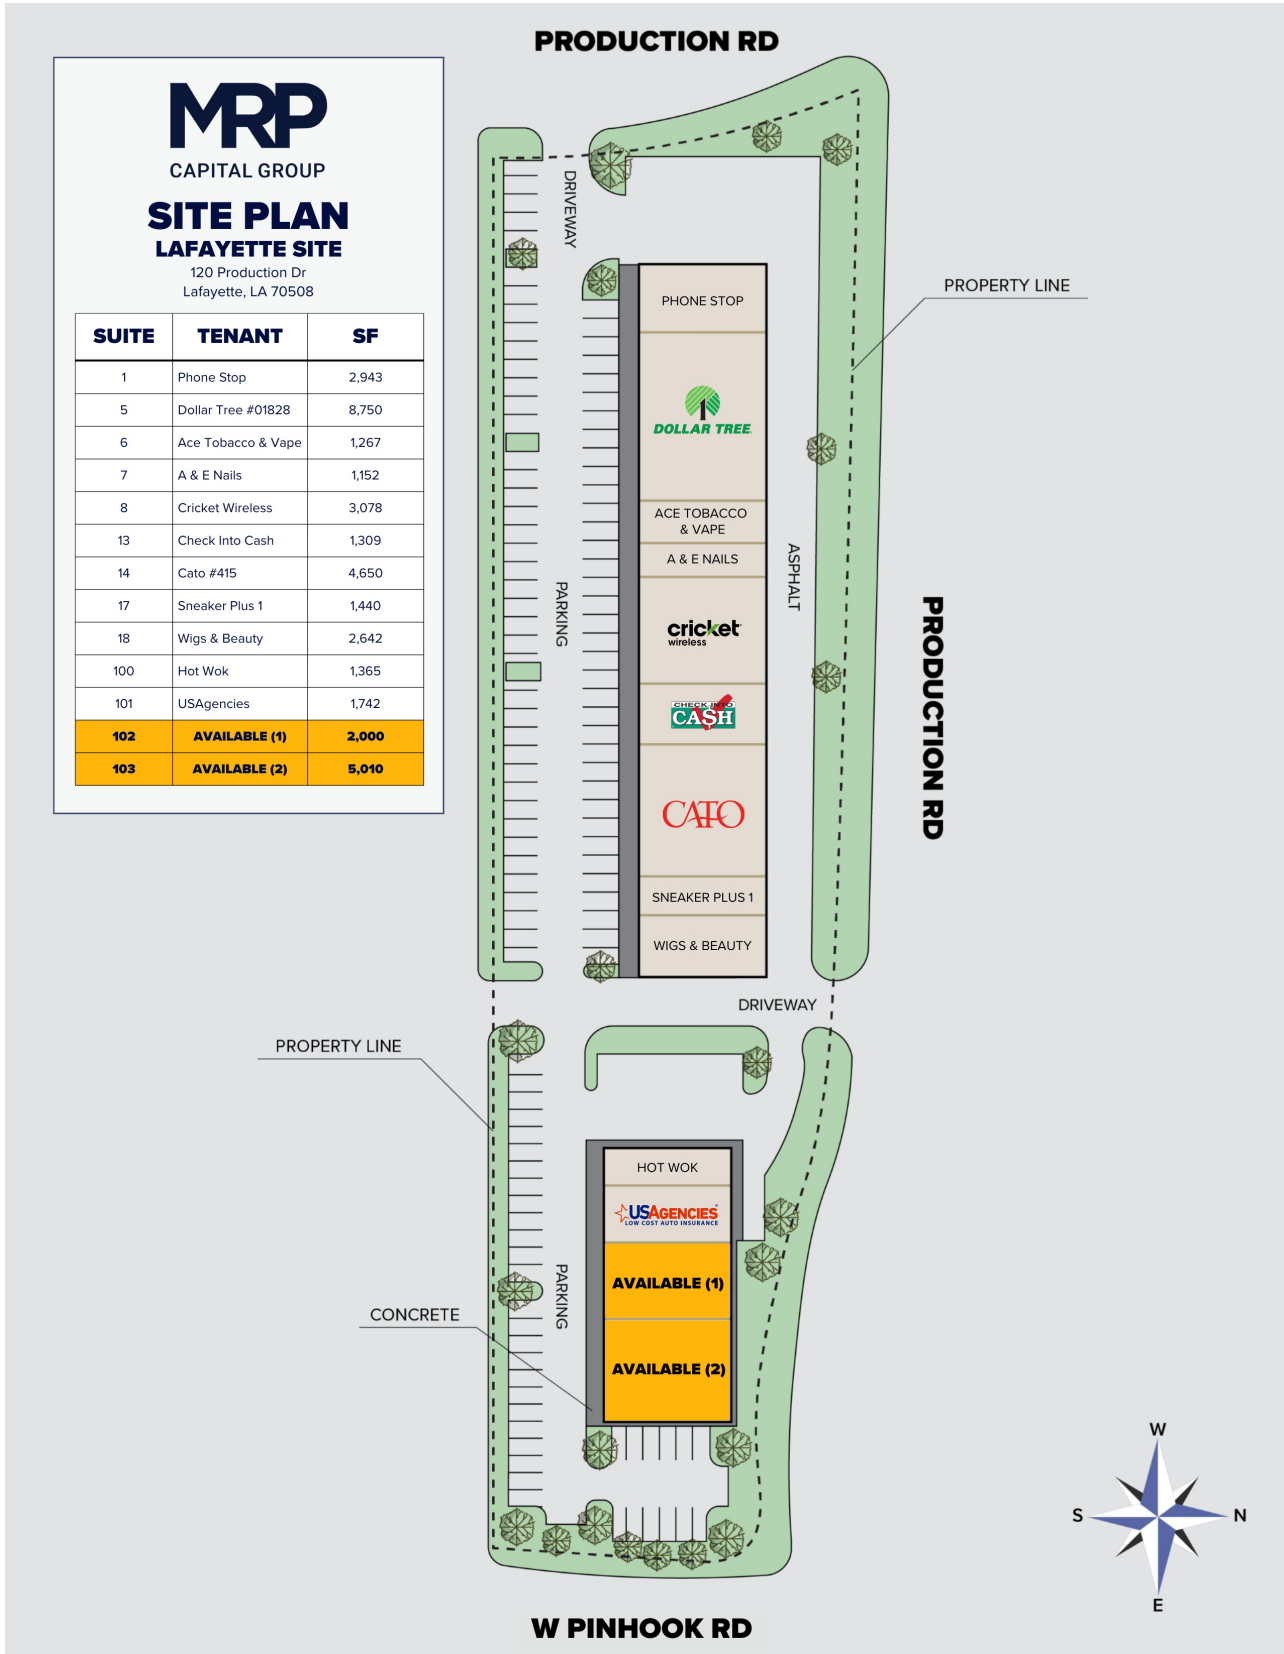 PRODUCTION RD
MRP
CAPITAL GROUP
SITE PLAN
LAFAYETTE SITE
120 Production Dr
Lafayette, LA 70508
SUITE TENANT SF
1 Phone Stop 2,943
5 Dollar Tree #01828 8,750
6 Ace Tobacco & Vape 1,267
7 A & E Nails 1,152
8 Cricket Wireless 3,078
13 Check Into Cash 1,309
14 Cato #415 4,650
17 Sneaker Plus 1 1,440
18 Wigs & Beauty 2,642
100 Hot Wok 1,365
101 USAgencies 1,742
102 AVAILABLE (1) 2,000
103 AVAILABLE (2) 5,010
DRIVEWAY
PHONE STOP
PROPERTY LINE
DOLLAR TREE
ACE TOBACCO
& VAPE
A & E NAILS
ASPHALT
PARKING
cricket
wireless
PRODUCTION RD
CHECK INTO
CASH
CATO
SNEAKER PLUS 1
WIGS & BEAUTY
DRIVEWAY
PROPERTY LINE
HOT WOK
USAGENCIES
LOW COST AUTO INSURANCE
AVAILABLE (1)
PARKING
CONCRETE
AVAILABLE (2)
W
S N
E
W PINHOOK RD